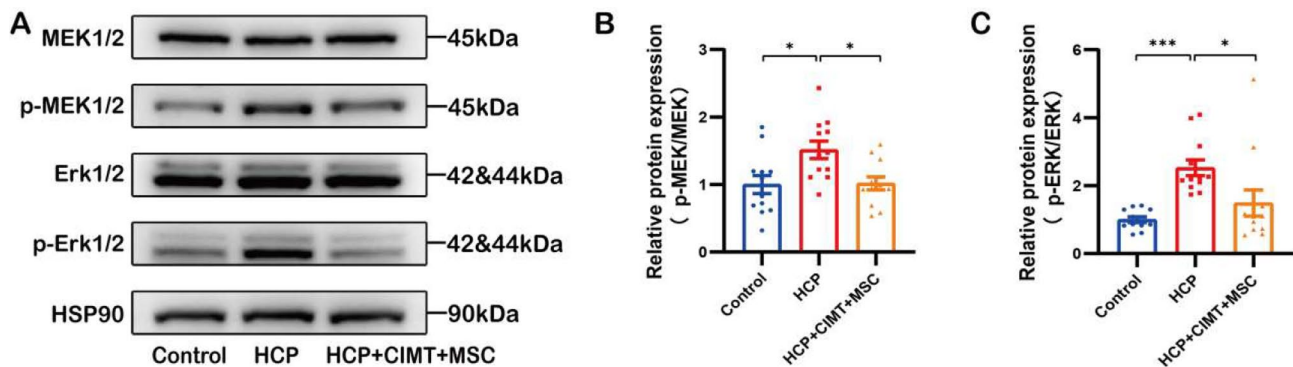 A
MEK1/2
45kDa
p-MEK1/2
45kDa
Erk1/2
42&44kDa
p-Erk1/2
42&44kDa
HSP90
90kDa
Control HCP HCP+CIMT+MSC
B
Relative protein expression
( p-MEK/MEK)
3
2
1
0
* *
Control
HCP
HCP+CIMT+MSC
C
Relative protein expression
( p-ERK/ERK)
6
4
2
0
*** *
Control
HCP
HCP+CIMT+MSC